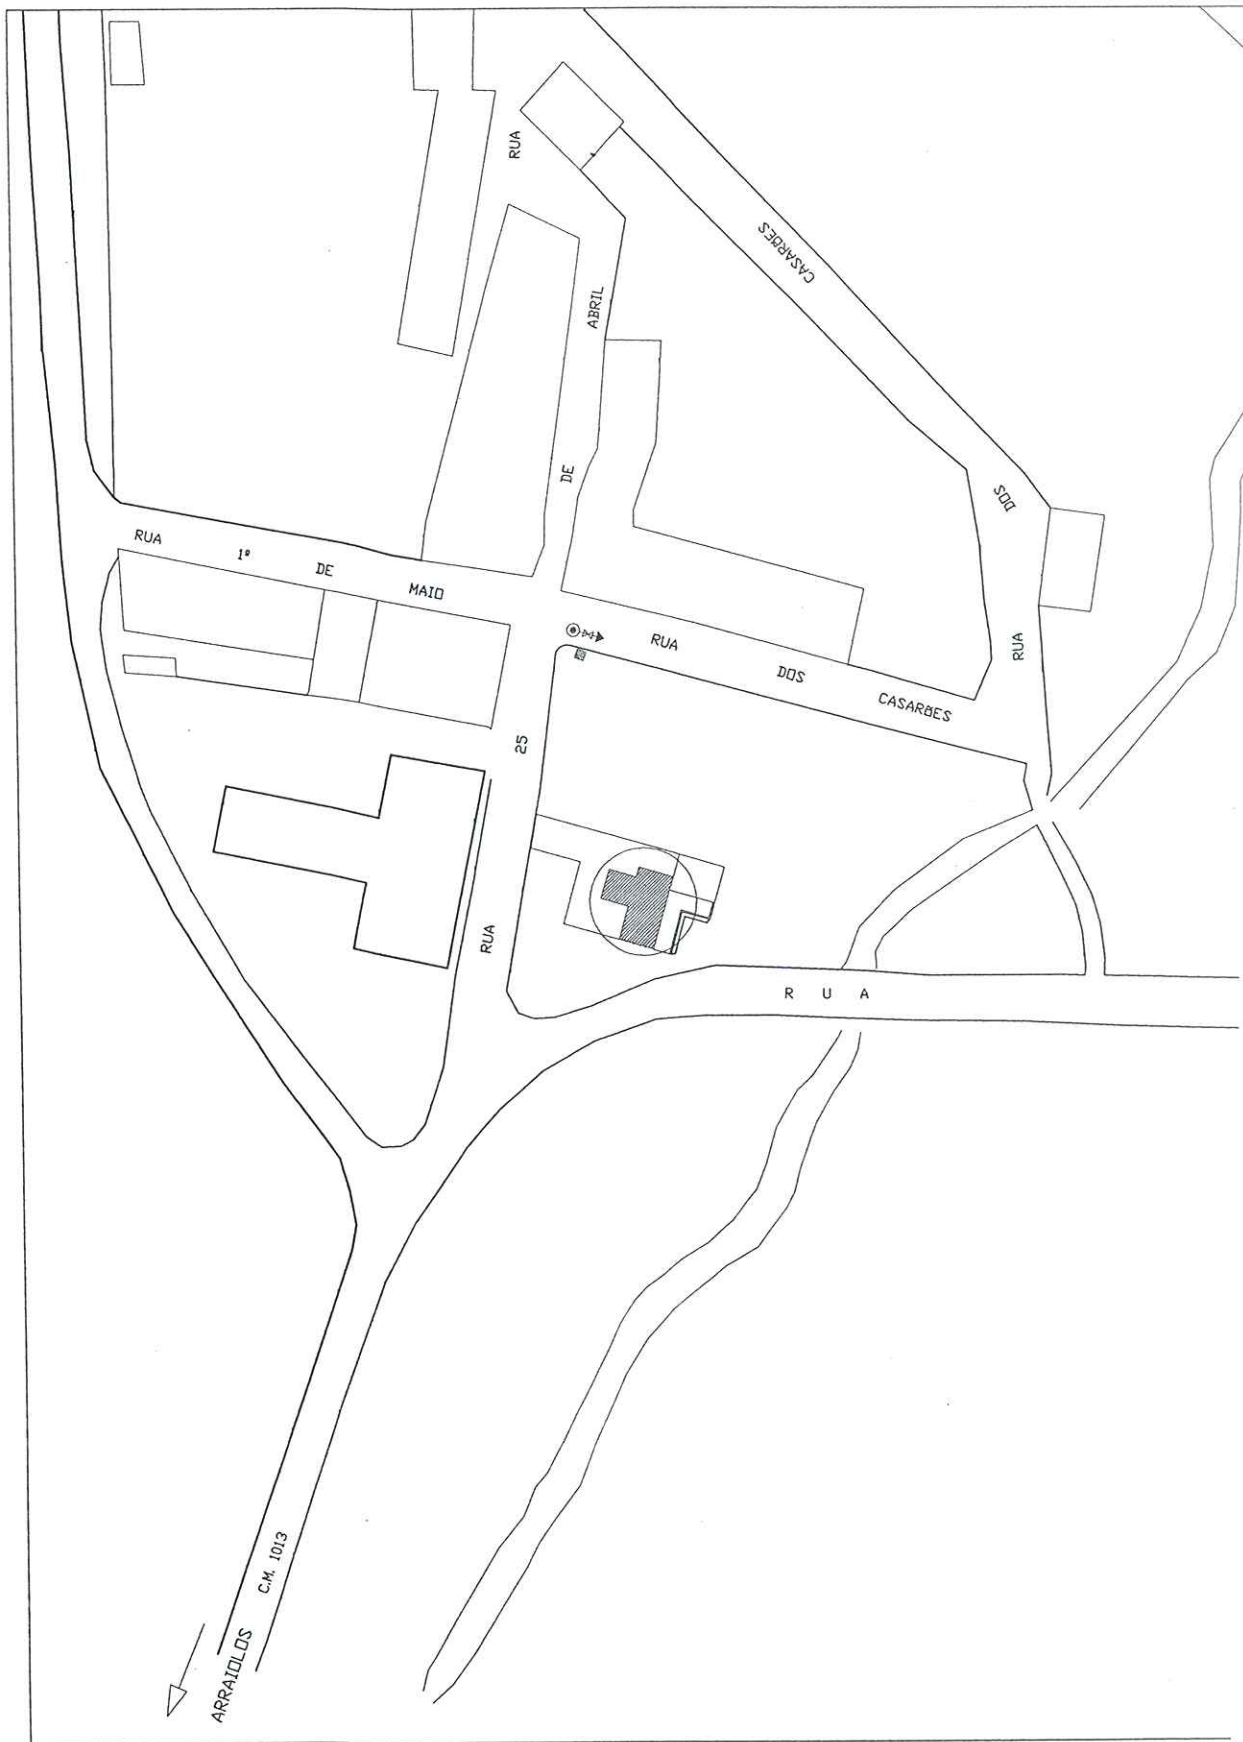 RUA
CASARÕES
ABRIL
DE
DOS
RUA 1º DE MAIO
RUA DOS CASARÕES
RUA
25
RUA
R U A
C.M. 1013
ARRAIOLOS